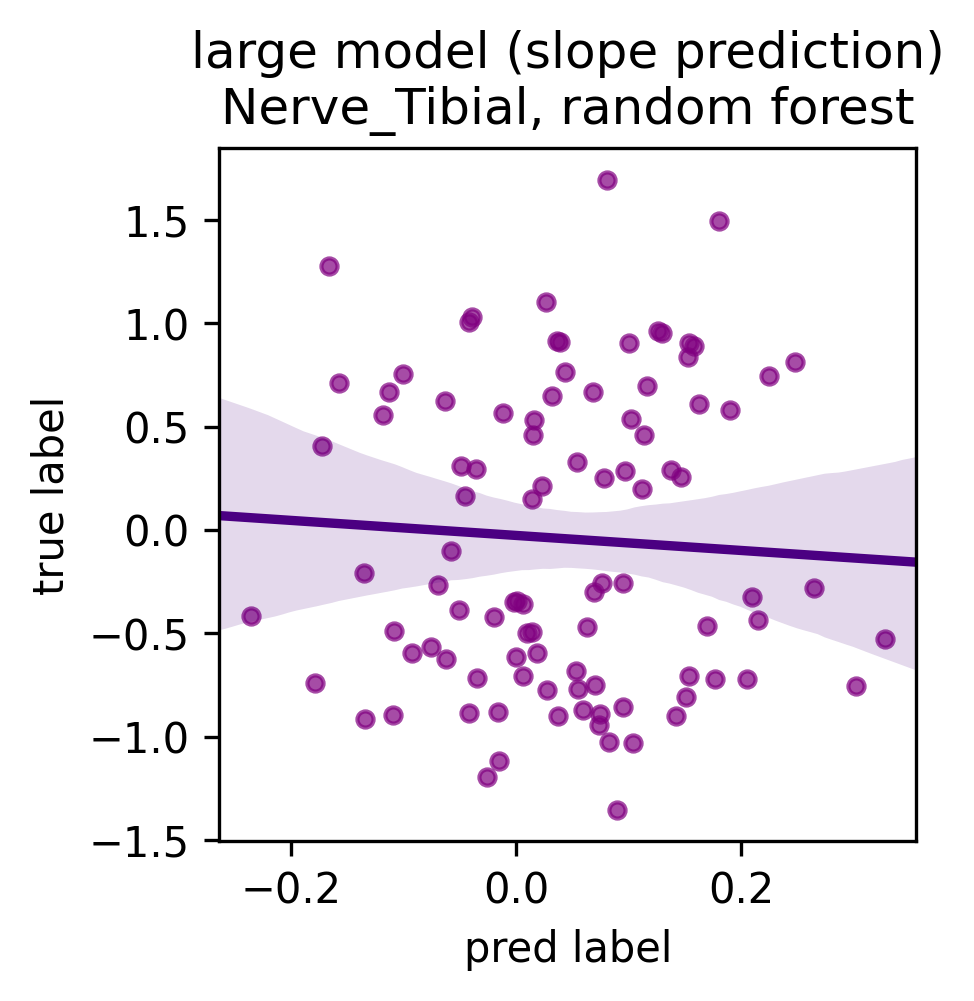 large model (slope prediction)
Nerve_Tibial, random forest
1.5
1.0
0.5
0.0
−0.5
−1.0
−1.5
true label
−0.2
0.0
0.2
pred label